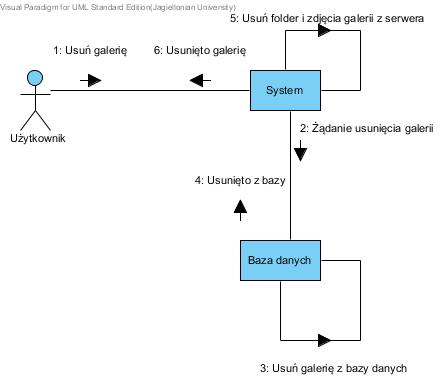 Visual Paradigm for UML Standard Edition(Jagiellonian University)
5: Usuń folder i zdjęcia galerii z serwera
1: Usuń galerię
6: Usunięto galerię
System
Użytkownik
2: Żądanie usunięcia galerii
4: Usunięto z bazy
Baza danych
3: Usuń galerię z bazy danych